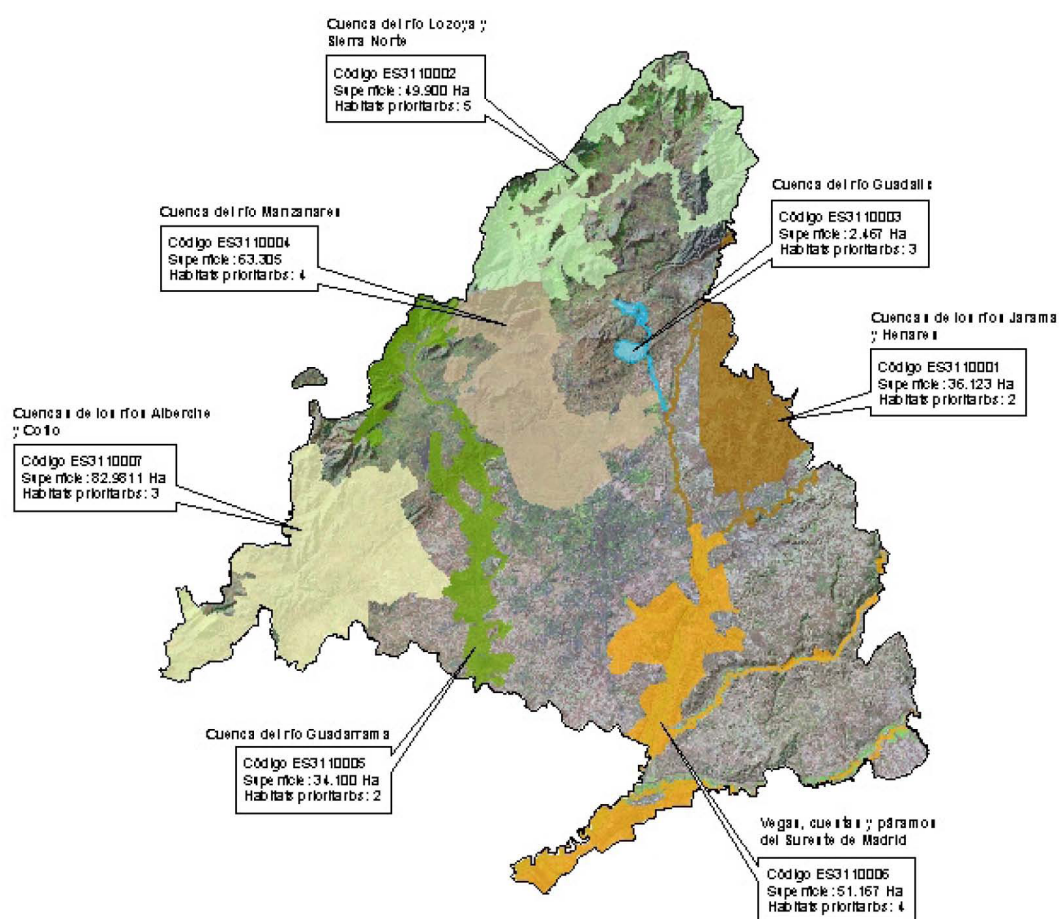 Cuenca del río Lozoya y
Sierra Norte
Código ES3110002
Superficie: 49.900 Ha
Habitats prioritarios: 5
Cuenca del río Manzanares
Código ES3110004
Superficie: 63.305
Habitats prioritarios: 4
Cuenca del río Guadalix
Código ES3110003
Superficie: 2.467 Ha
Habitats prioritarios: 3
Cuencas de los ríos Jarama
y Henares
Código ES3110001
Superficie: 36.123 Ha
Habitats prioritarios: 2
Cuencas de los ríos Alberche
y Cofio
Código ES3110007
Superficie: 82.9811 Ha
Habitats prioritarios: 3
Cuenca del río Guadarrama
Código ES3110005
Superficie: 34.100 Ha
Habitats prioritarios: 2
Vegas, cuestas y páramos
del Sureste de Madrid
Código ES3110006
Superficie: 51.167 Ha
Habitats prioritarios: 4